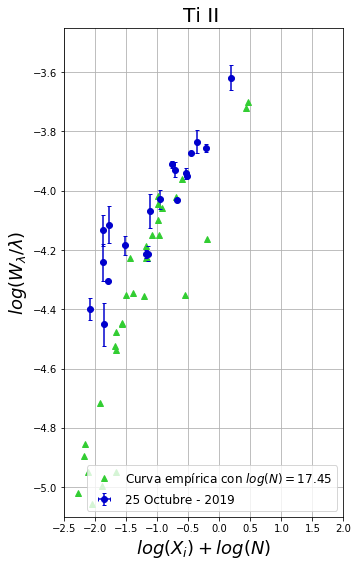 Ti II
log(Wλ/λ)
−3.6
−3.8
−4.0
−4.2
−4.4
−4.6
−4.8
−5.0
Curva empírica con log(N) = 17.45
25 Octubre - 2019
−2.5 −2.0 −1.5 −1.0 −0.5 0.0 0.5 1.0 1.5 2.0
log(Xi) + log(N)